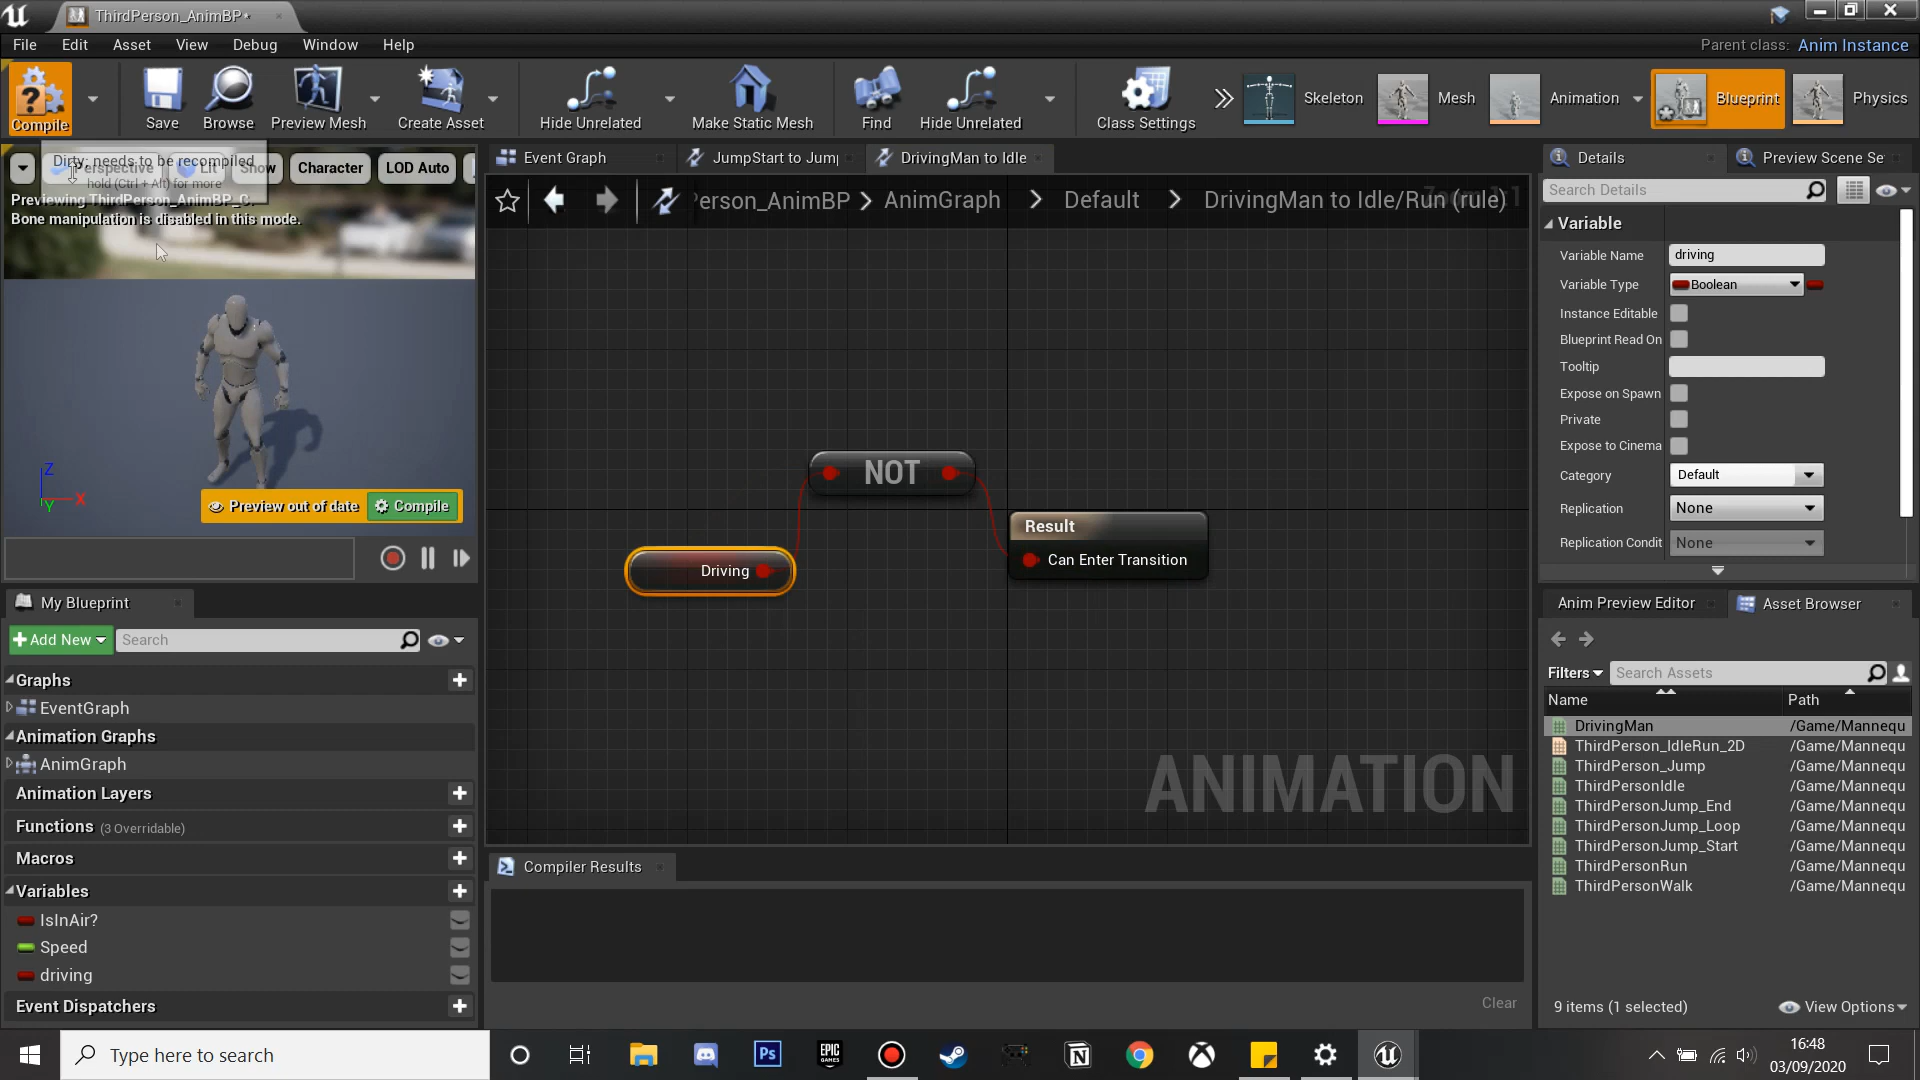 ThirdPerson_AnimBP*
File Edit Asset View Debug Window Help
Parent class: Anim Instance
Compile Save Browse Preview Mesh Create Asset Hide Unrelated Make Static Mesh Find Hide Unrelated Class Settings Skeleton Mesh Animation Blueprint Physics
Dirty; needs to be recompiled
hold (Ctrl + Alt) for more
Perspective Lit Show Character LOD Auto
Previewing ThirdPerson_AnimBP_C.
Bone manipulation is disabled in this mode.
Z
X
Y
Preview out of date Compile
My Blueprint
Add New Search
Graphs
EventGraph
Animation Graphs
AnimGraph
Animation Layers
Functions (3 Overridable)
Macros
Variables
IsInAir?
Speed
driving
Event Dispatchers
Event Graph JumpStart to Jum DrivingMan to Idle
Person_AnimBP > AnimGraph > Default > DrivingMan to Idle/Run (rule)
NOT
Driving
Result
Can Enter Transition
ANIMATION
Compiler Results
Clear
Details Preview Scene Se
Search Details
Variable
Variable Name driving
Variable Type Boolean
Instance Editable
Blueprint Read On
Tooltip
Expose on Spawn
Private
Expose to Cinema
Category Default
Replication None
Replication Condit None
Anim Preview Editor Asset Browser
Filters Search Assets
Name Path
DrivingMan /Game/Mannequ
ThirdPerson_IdleRun_2D /Game/Mannequ
ThirdPerson_Jump /Game/Mannequ
ThirdPersonIdle /Game/Mannequ
ThirdPersonJump_End /Game/Mannequ
ThirdPersonJump_Loop /Game/Mannequ
ThirdPersonJump_Start /Game/Mannequ
ThirdPersonRun /Game/Mannequ
ThirdPersonWalk /Game/Mannequ
9 items (1 selected) View Options
Type here to search
Ps
EPIC GAMES
16:48
03/09/2020